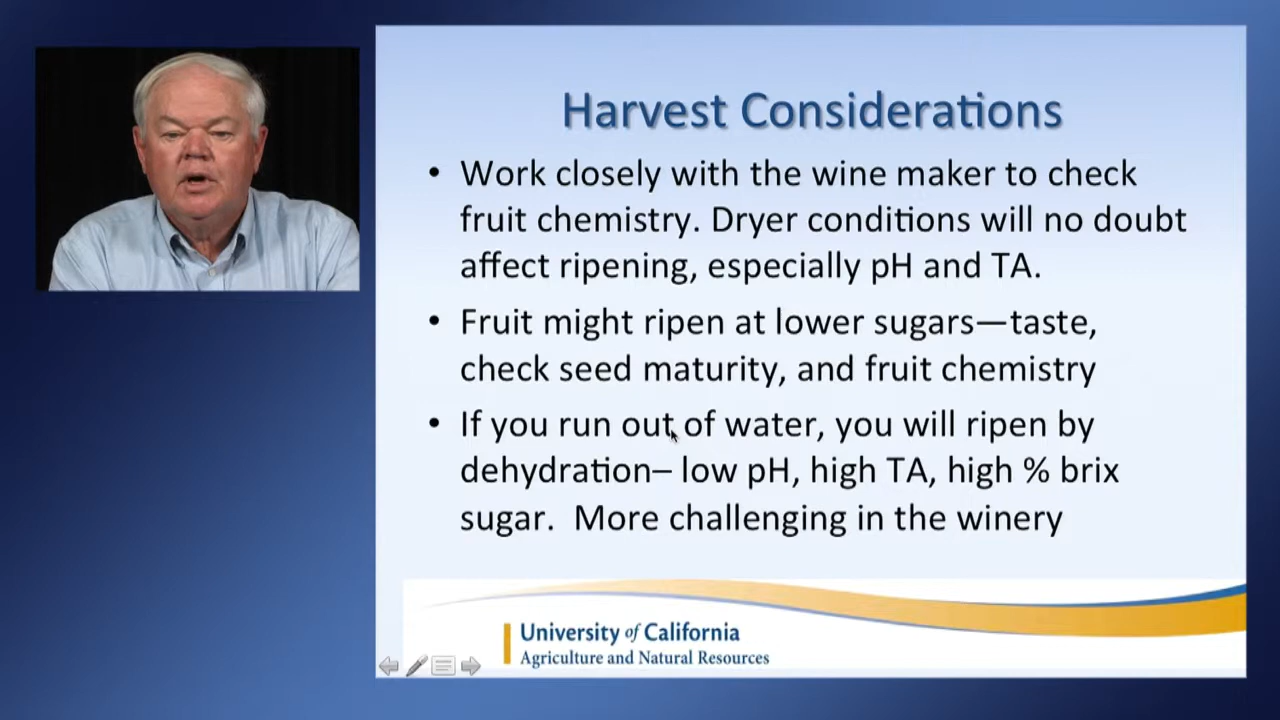 Harvest Considerations
• Work closely with the wine maker to check
fruit chemistry. Dryer conditions will no doubt
affect ripening, especially pH and TA.
• Fruit might ripen at lower sugars—taste,
check seed maturity, and fruit chemistry
• If you run out of water, you will ripen by
dehydration– low pH, high TA, high % brix
sugar.  More challenging in the winery
University of California
Agriculture and Natural Resources